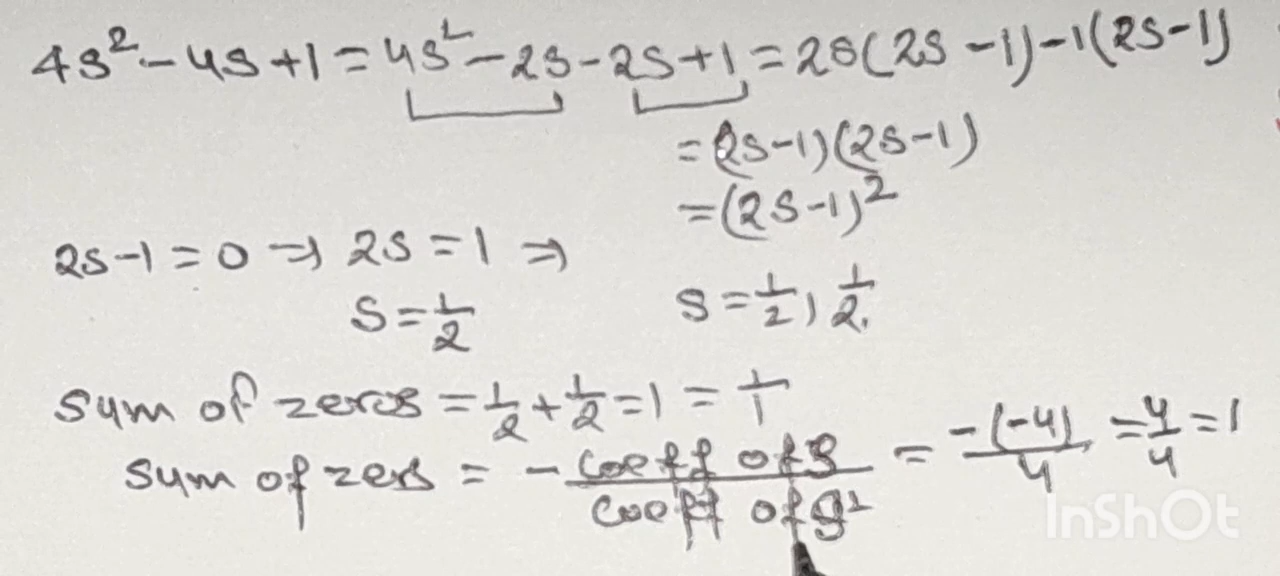 4s² - 4s + 1 = 4s² - 2s - 2s + 1 = 2s(2s - 1) - 1(2s - 1)
= (2s - 1)(2s - 1)
= (2s - 1)²
2s - 1 = 0 ⇒ 2s = 1 ⇒
s = 1/2
s = 1/2, 1/2.
sum of zeros = 1/2 + 1/2 = 1 = 1/1
sum of zers = - coeff of s / coeff of s² = -(-4)/4 = 4/4 = 1
InShOt